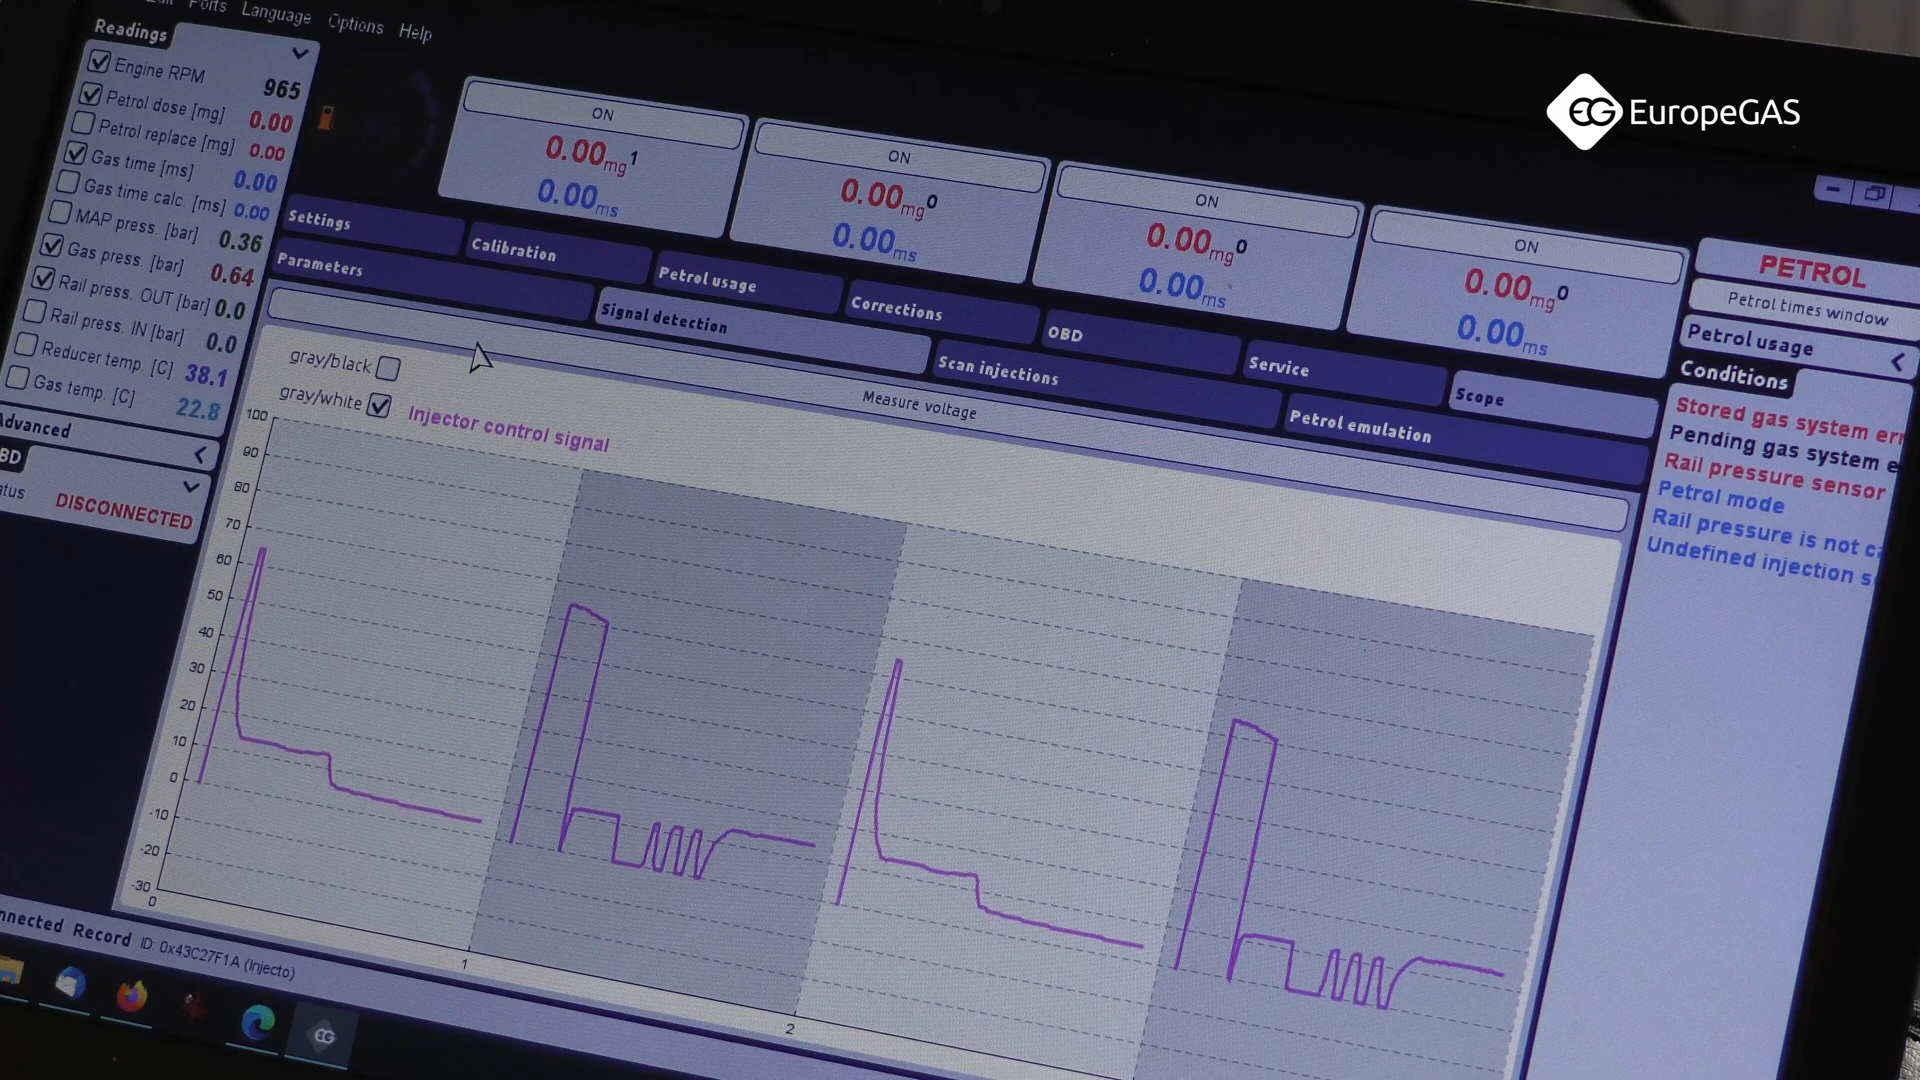 Ports Language Options Help
EG EuropeGAS
Readings
Engine RPM 965
Petrol dose [mg] 0.00
Petrol replace [mg] 0.00
Gas time [ms] 0.00
Gas time calc. [ms] 0.00
MAP press. [bar] 0.36
Gas press. [bar] 0.64
Rail press. OUT [bar] 0.0
Rail press. IN [bar] 0.0
Reducer temp. [C] 38.1
Gas temp. [C] 22.8
Advanced
BD
atus DISCONNECTED
ON
0.00mg 1
0.00ms
ON
0.00mg 0
0.00ms
ON
0.00mg 0
0.00ms
ON
0.00mg 0
0.00ms
Settings Calibration Petrol usage Corrections OBD Service Scope
Parameters Signal detection Scan injections Petrol emulation
Measure voltage
gray/black
gray/white
Injector control signal
100
90
80
70
60
50
40
30
20
10
0
-10
-20
-30
0 1 2
PETROL
Petrol times window
Petrol usage
Conditions
Stored gas system err
Pending gas system e
Rail pressure sensor
Petrol mode
Rail pressure is not ca
Undefined injection s
nnected Record ID: 0x43C27F1A (Injecto)
EG